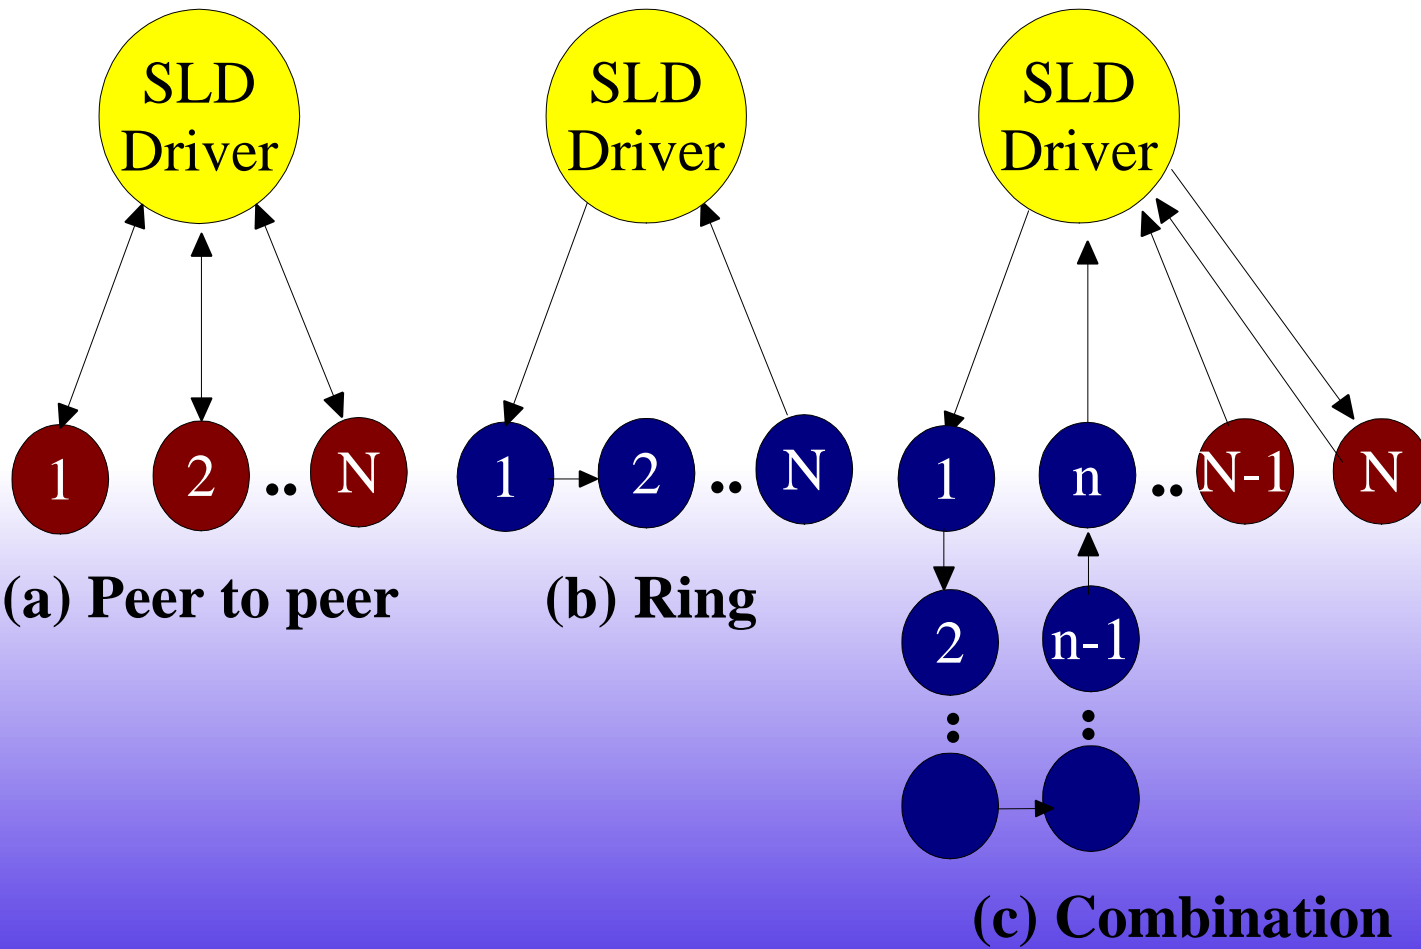 SLD
Driver
1
2
..
N
(a) Peer to peer
SLD
Driver
1
2
..
N
(b) Ring
SLD
Driver
1
n
..
N-1
N
2
n-1
:
:
(c) Combination